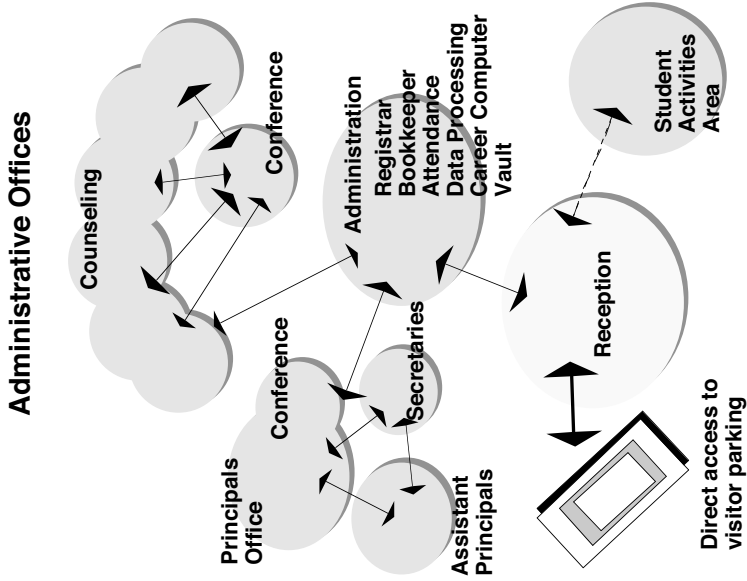 Administrative Offices
Counseling
Conference
Administration
Registrar
Bookkeeper
Attendance
Data Processing
Career Computer
Vault
Conference
Principals
Office
Secretaries
Assistant
Principals
Reception
Student
Activities
Area
Direct access to
visitor parking